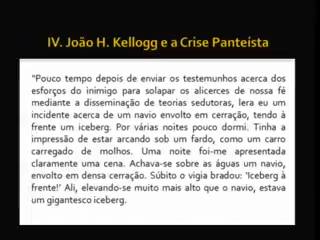 IV. João H. Kellogg e a Crise Panteísta
"Pouco tempo depois de enviar os testemunhos acerca dos
esforços do inimigo para solapar os alicerces de nossa fé
mediante a disseminação de teorias sedutoras, lera eu um
incidente acerca de um navio envolto em cerração, tendo à
frente um iceberg. Por várias noites pouco dormi. Tinha a
impressão de estar arcando sob um fardo, como um carro
carregado de molhos. Uma noite foi-me apresentada
claramente uma cena. Achava-se sobre as águas um navio,
envolto em densa cerração. Súbito o vigia bradou: 'Iceberg à
frente!' Ali, elevando-se muito mais alto que o navio, estava
um gigantesco iceberg.